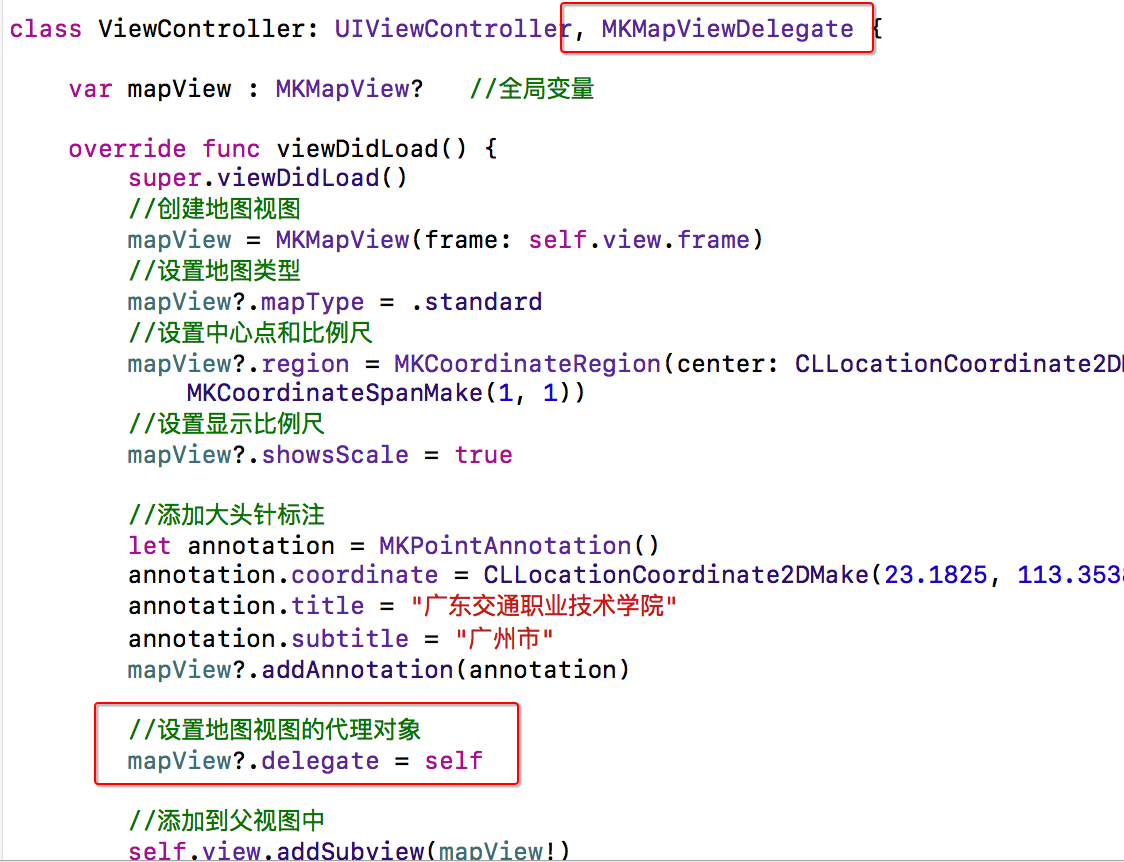 class ViewController: UIViewController, MKMapViewDelegate {
var mapView : MKMapView?   //全局变量
override func viewDidLoad() {
super.viewDidLoad()
//创建地图视图
mapView = MKMapView(frame: self.view.frame)
//设置地图类型
mapView?.mapType = .standard
//设置中心点和比例尺
mapView?.region = MKCoordinateRegion(center: CLLocationCoordinate2DM
MKCoordinateSpanMake(1, 1))
//设置显示比例尺
mapView?.showsScale = true
//添加大头针标注
let annotation = MKPointAnnotation()
annotation.coordinate = CLLocationCoordinate2DMake(23.1825, 113.3538
annotation.title = "广东交通职业技术学院"
annotation.subtitle = "广州市"
mapView?.addAnnotation(annotation)
//设置地图视图的代理对象
mapView?.delegate = self
//添加到父视图中
self.view.addSubview(mapView!)